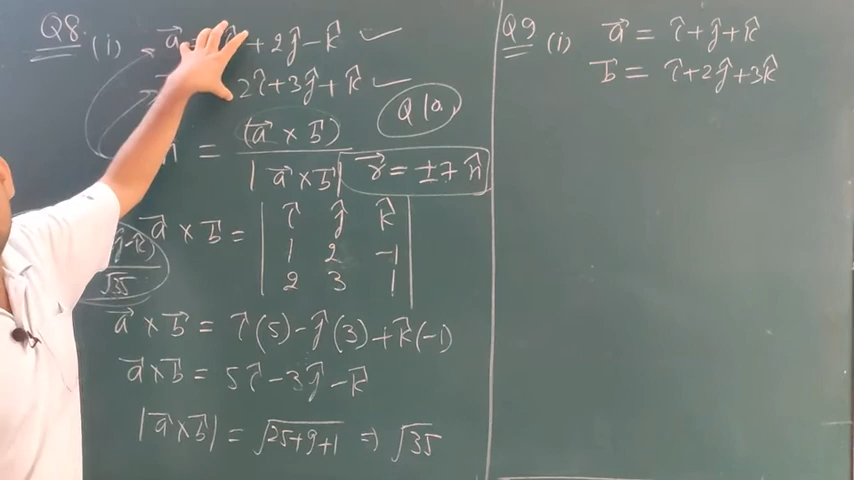 Q8 (i) a⃗ = + 2ĵ - k̂ ✓
2î + 3ĵ + k̂ ✓
= (a⃗ × b⃗) / |a⃗ × b⃗|
Q10
r⃗ = ±7 n̂
a⃗ × b⃗ = | î ĵ k̂ |
| 1 2 -1 |
| 2 3 1 |
ĵ-k̂)
√35
a⃗ × b⃗ = î(5) - ĵ(3) + k̂(-1)
a⃗ × b⃗ = 5î - 3ĵ - k̂
|a⃗ × b⃗| = √25+9+1 ⇒ √35
Q9 (i) a⃗ = î + ĵ + k̂
b⃗ = î + 2ĵ + 3k̂